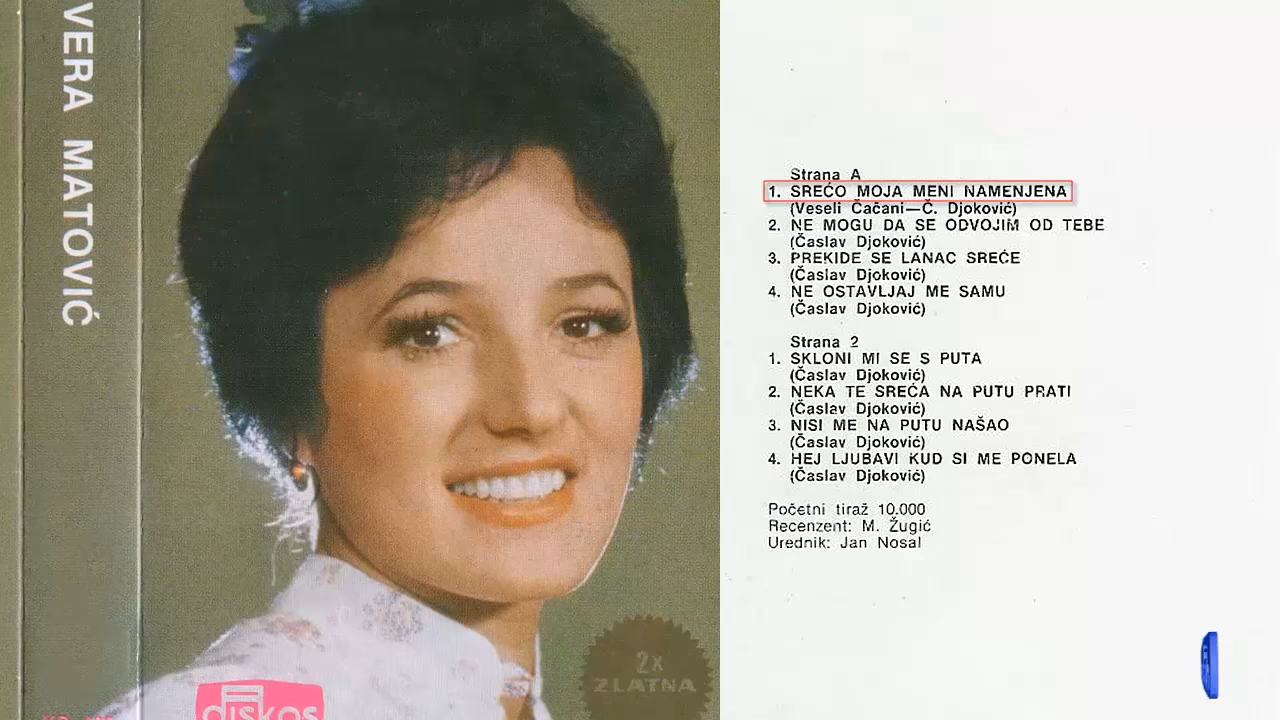 VERA MATOVIĆ
diskos
2x
ZLATNA
Strana A
1. SREĆO MOJA MENI NAMENJENA
(Veseli Čačani—Č. Djoković)
2. NE MOGU DA SE ODVOJIM OD TEBE
(Časlav Djoković)
3. PREKIDE SE LANAC SREĆE
(Časlav Djoković)
4. NE OSTAVLJAJ ME SAMU
(Časlav Djoković)
Strana 2
1. SKLONI MI SE S PUTA
(Časlav Djoković)
2. NEKA TE SREĆA NA PUTU PRATI
(Časlav Djoković)
3. NISI ME NA PUTU NAŠAO
(Časlav Djoković)
4. HEJ LJUBAVI KUD SI ME PONELA
(Časlav Djoković)
Početni tiraž 10.000
Recenzent: M. Žugić
Urednik: Jan Nosal